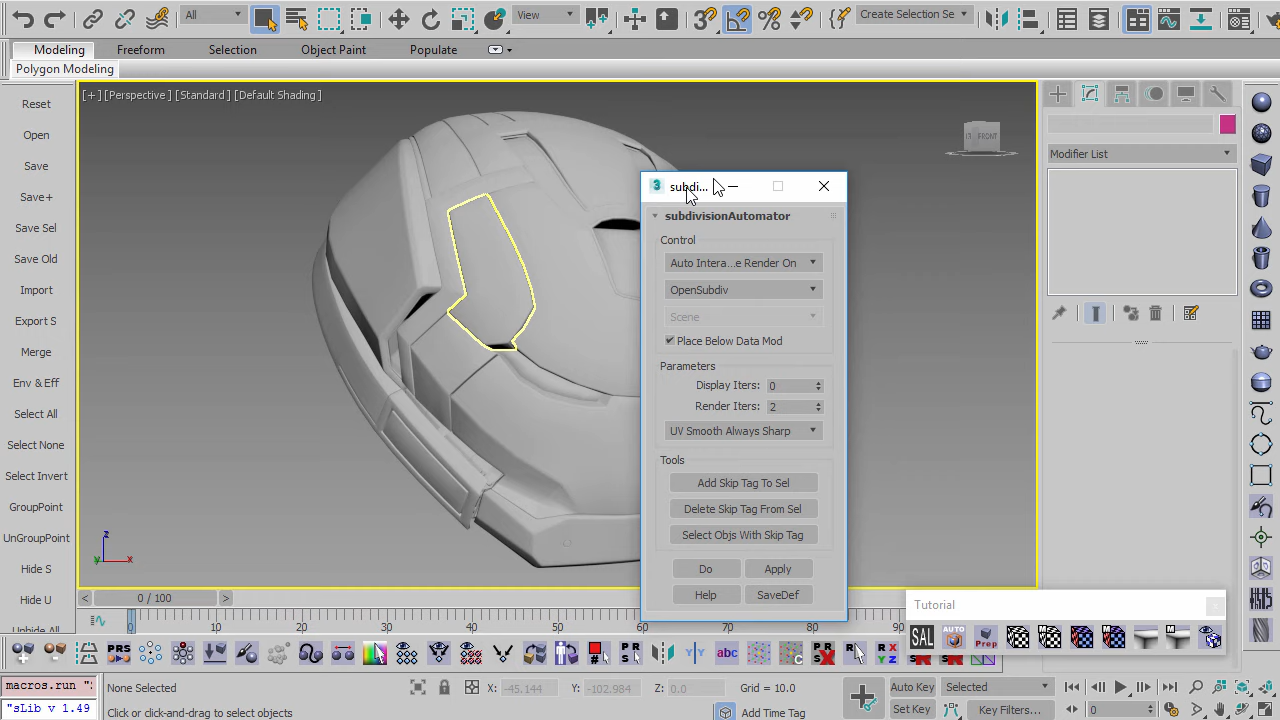 All
View
Create Selection Se
Modeling
Freeform
Selection
Object Paint
Populate
Polygon Modeling
Reset
Open
Save
Save+
Save Sel
Save Old
Import
Export S
Merge
Env & Eff
Select All
Select None
Select Invert
GroupPoint
UnGroupPoint
Hide S
Hide U
Unhide All
[+] [Perspective] [Standard] [Default Shading]
FRONT
z
y
x
3 subdi...
subdivisionAutomator
Control
Auto Intera...e Render On
OpenSubdiv
Scene
Place Below Data Mod
Parameters
Display Iters: 0
Render Iters: 2
UV Smooth Always Sharp
Tools
Add Skip Tag To Sel
Delete Skip Tag From Sel
Select Objs With Skip Tag
Do Apply
Help SaveDef
Modifier List
Tutorial
SAL AUTO Prep
< 0 / 100 >
0 10 20 30 40 50 60 70 80 90
PRS
abc
macros.run "
"sLib v 1.49
None Selected
Click or click-and-drag to select objects
X: -45.144 Y: -102.984 Z: 0.0 Grid = 10.0
Add Time Tag
Auto Key Selected
Set Key Key Filters... 0